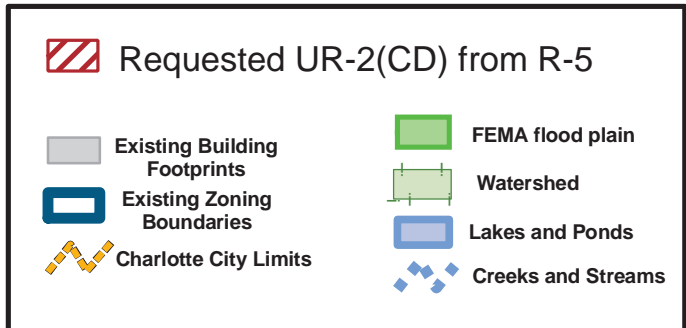 Requested UR-2(CD) from R-5
Existing Building
Footprints
Existing Zoning
Boundaries
Charlotte City Limits
FEMA flood plain
Watershed
Lakes and Ponds
Creeks and Streams